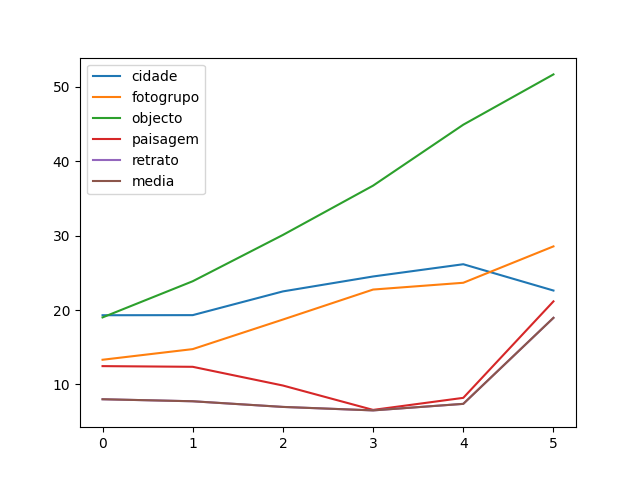 cidade
fotogrupo
objecto
paisagem
retrato
media
50
40
30
20
10
0 1 2 3 4 5